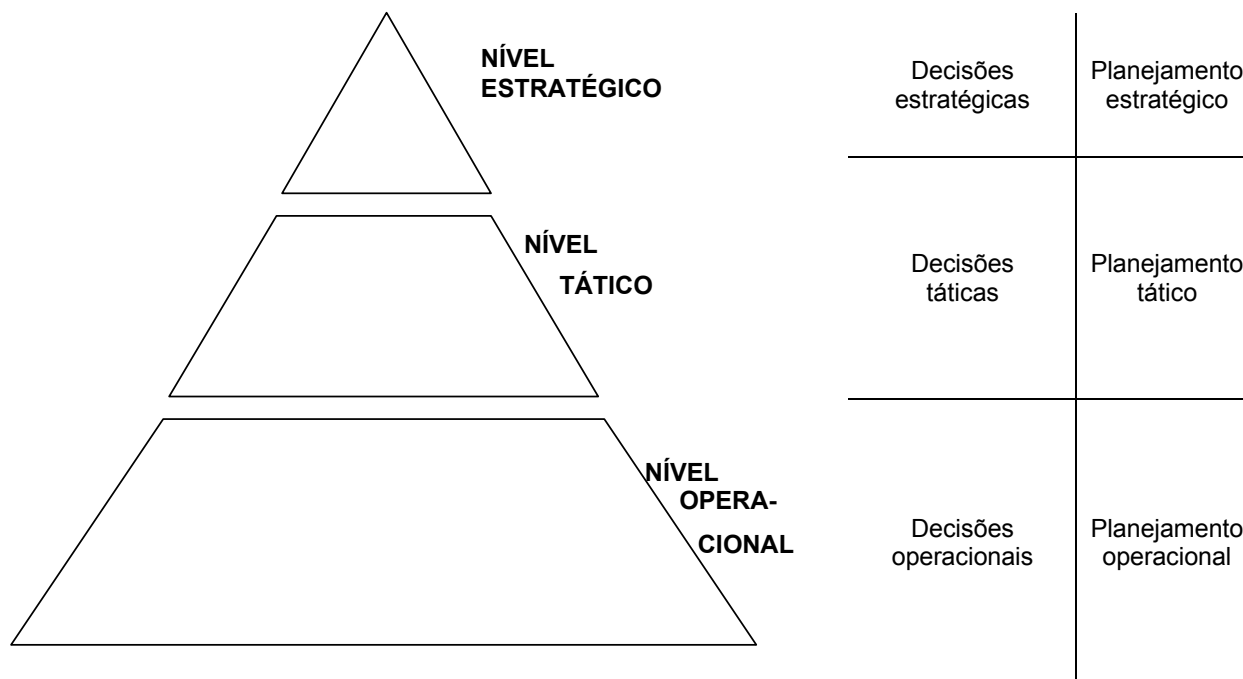 NÍVEL
ESTRATÉGICO
Decisões
estratégicas
Planejamento
estratégico
NÍVEL
TÁTICO
Decisões
táticas
Planejamento
tático
NÍVEL
OPERA-
CIONAL
Decisões
operacionais
Planejamento
operacional